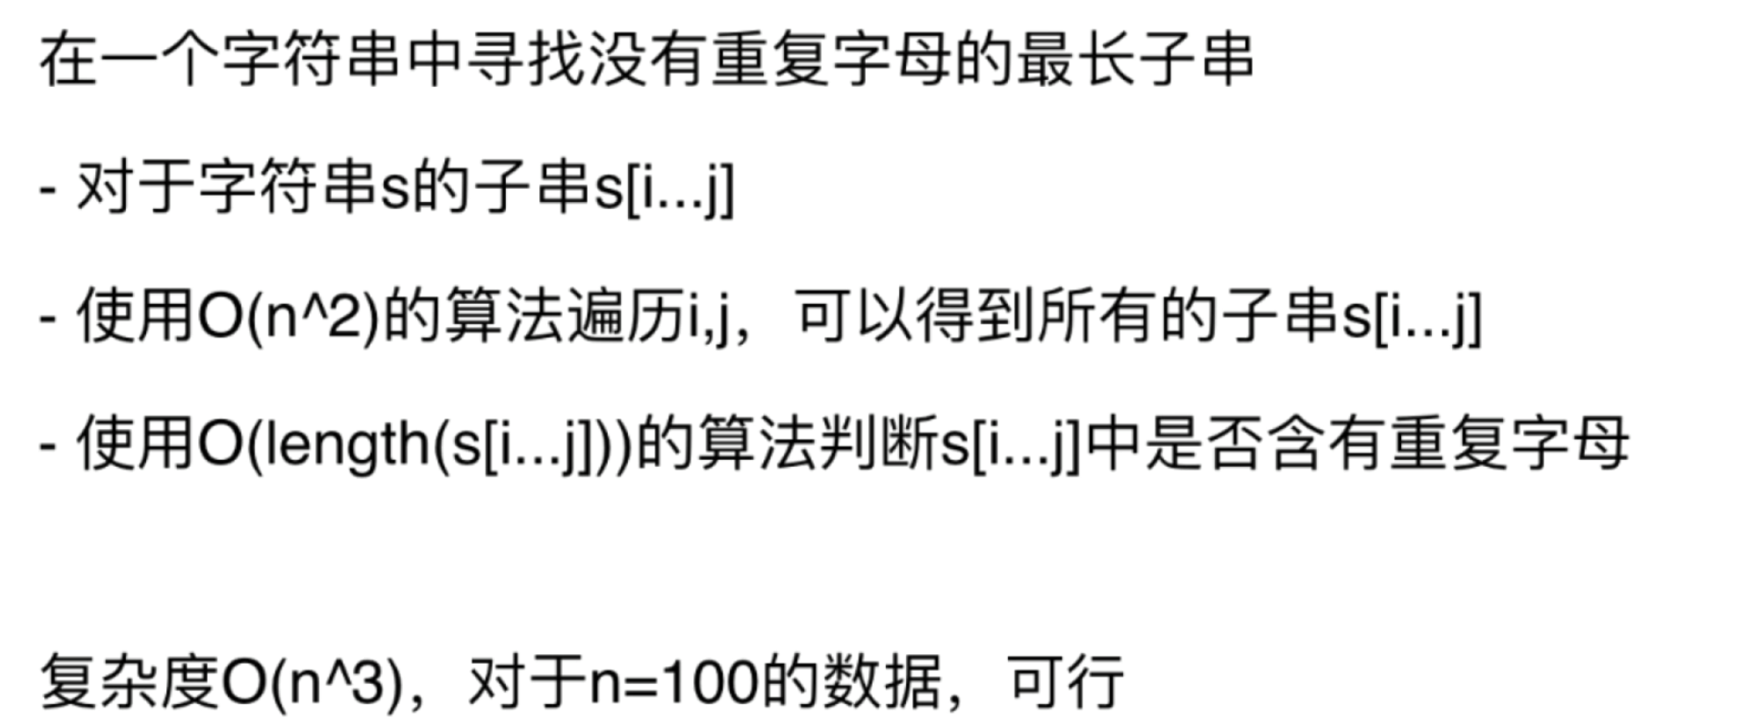 在一个字符串中寻找没有重复字母的最长子串
- 对于字符串s的子串s[i...j]
- 使用O(n^2)的算法遍历i,j，可以得到所有的子串s[i...j]
- 使用O(length(s[i...j]))的算法判断s[i...j]中是否含有重复字母
复杂度O(n^3)，对于n=100的数据，可行